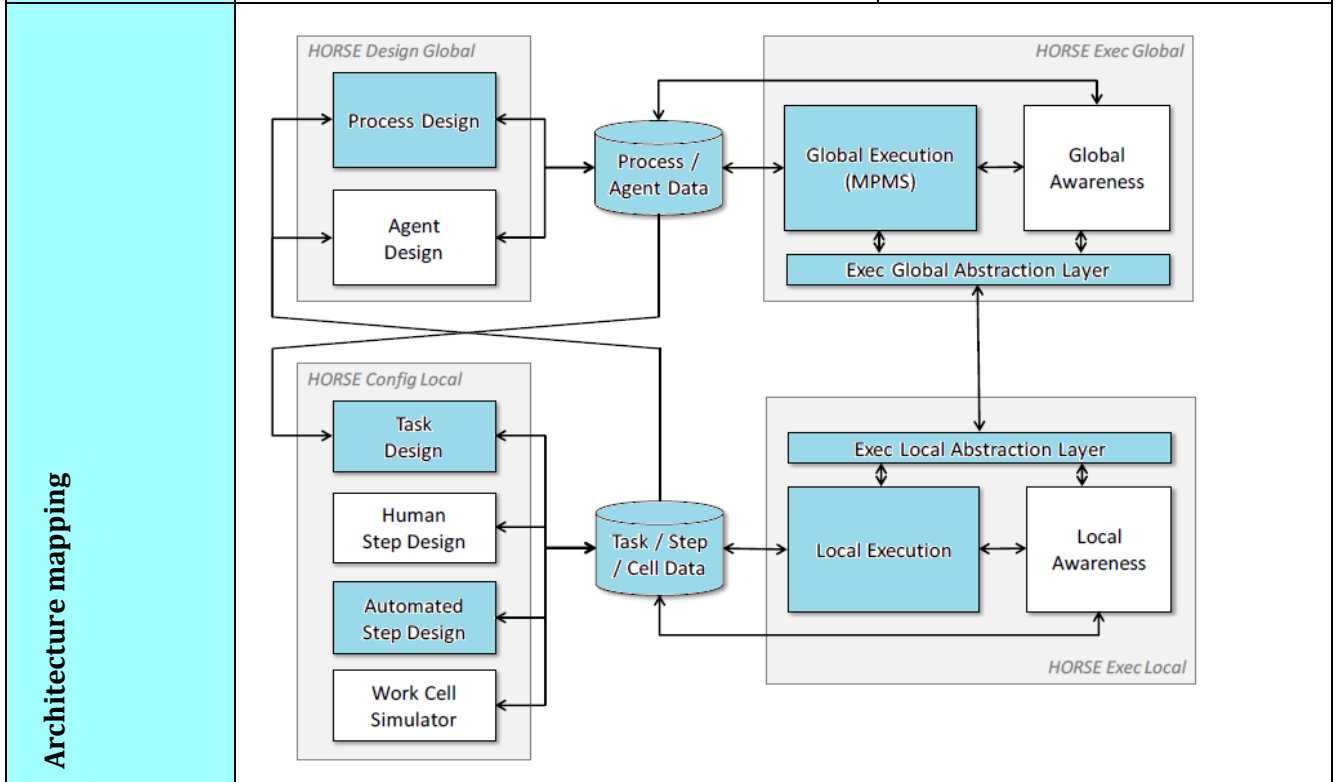 Architecture mapping
HORSE Design Global
Process Design
Agent
Design
Process /
Agent Data
HORSE Exec Global
Global Execution
(MPMS)
Global
Awareness
Exec Global Abstraction Layer
HORSE Config Local
Task
Design
Human
Step Design
Automated
Step Design
Work Cell
Simulator
Task / Step
/ Cell Data
Exec Local Abstraction Layer
Local Execution
Local
Awareness
HORSE Exec Local